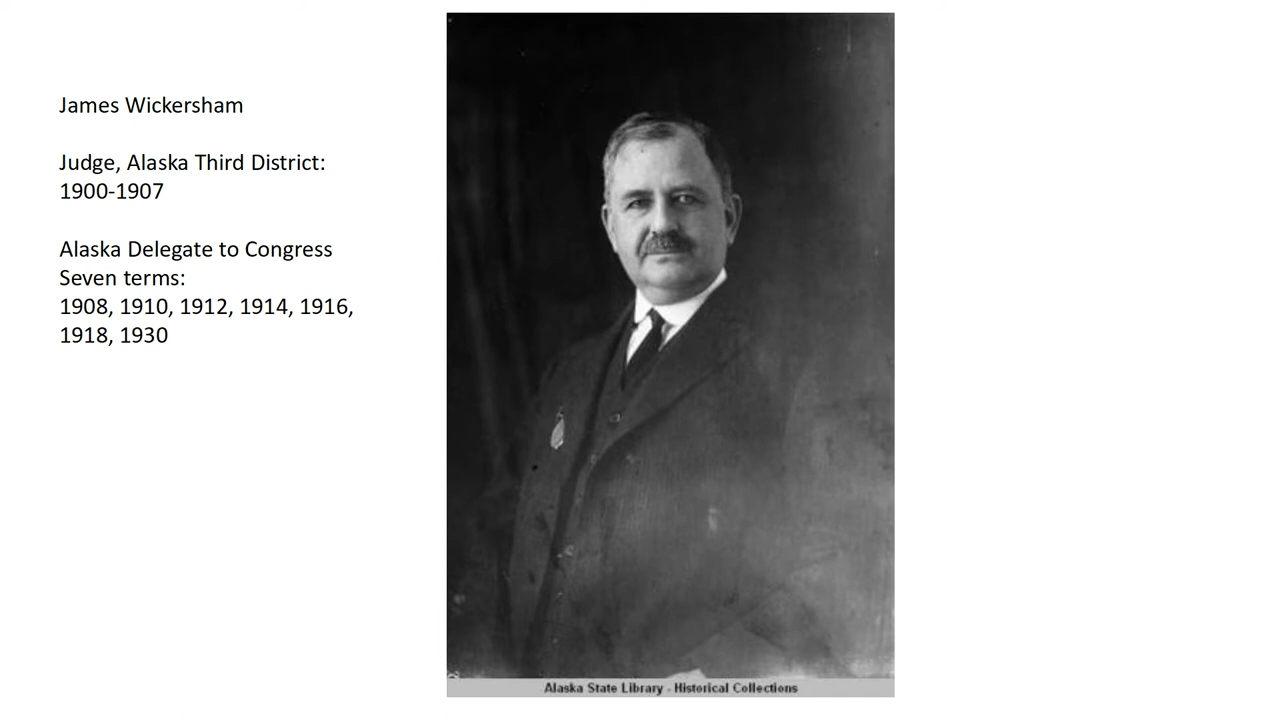 James Wickersham
Judge, Alaska Third District:
1900-1907
Alaska Delegate to Congress
Seven terms:
1908, 1910, 1912, 1914, 1916,
1918, 1930
Alaska State Library - Historical Collections